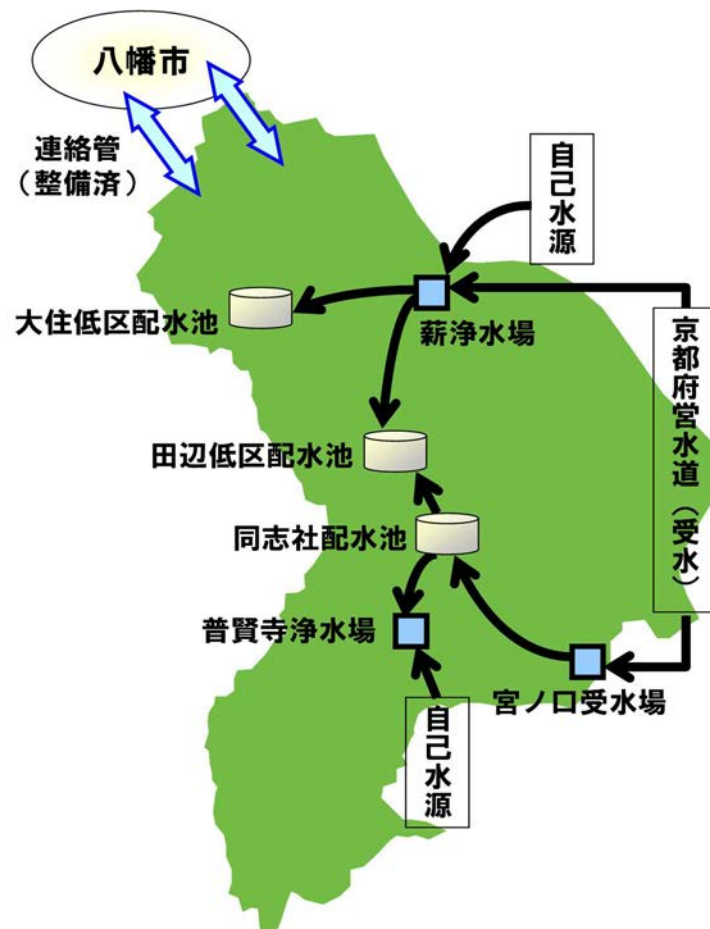 八幡市
連絡管
（整備済）
自己水源
大住低区配水池
薪浄水場
京都府営水道（受水）
田辺低区配水池
同志社配水池
普賢寺浄水場
宮ノ口受水場
自己水源